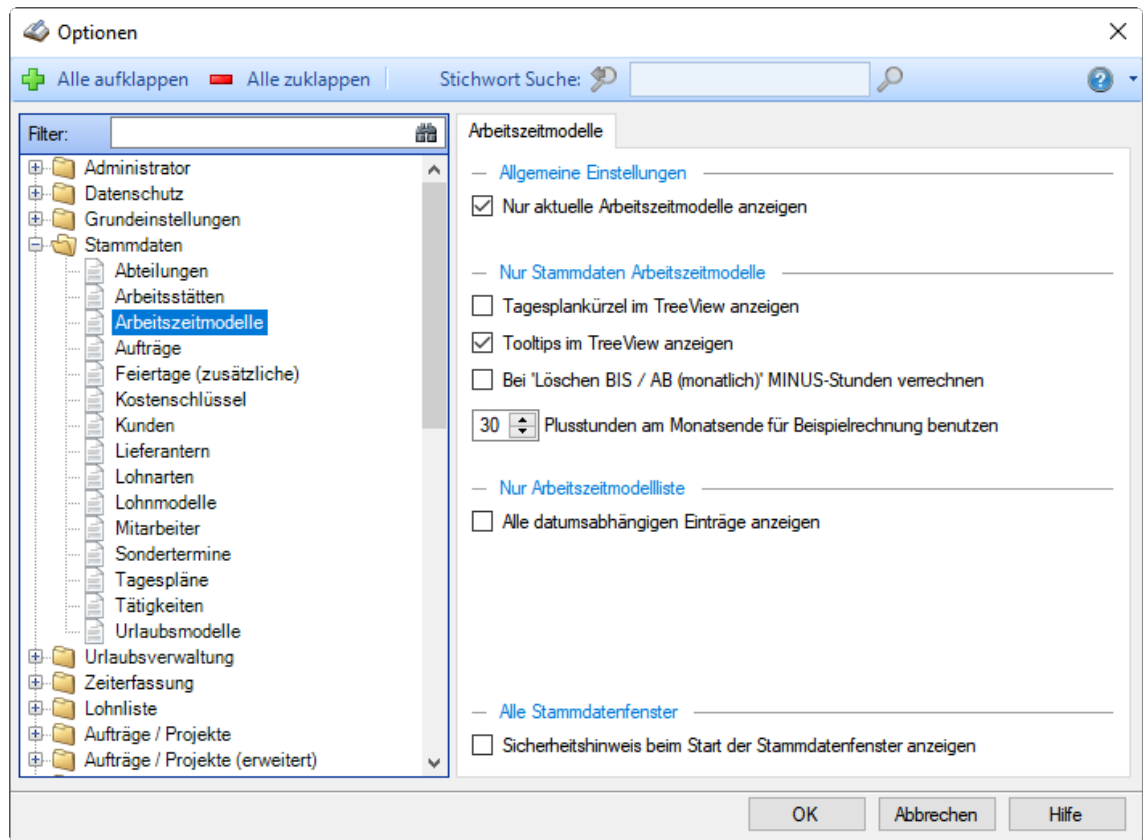 Optionen
Alle aufklappen Alle zuklappen Stichwort Suche:
Filter:
Administrator
Datenschutz
Grundeinstellungen
Stammdaten
Abteilungen
Arbeitsstätten
Arbeitszeitmodelle
Aufträge
Feiertage (zusätzliche)
Kostenschlüssel
Kunden
Lieferantern
Lohnarten
Lohnmodelle
Mitarbeiter
Sondertermine
Tagespläne
Tätigkeiten
Urlaubsmodelle
Urlaubsverwaltung
Zeiterfassung
Lohnliste
Aufträge / Projekte
Aufträge / Projekte (erweitert)
Arbeitszeitmodelle
Allgemeine Einstellungen
Nur aktuelle Arbeitszeitmodelle anzeigen
Nur Stammdaten Arbeitszeitmodelle
Tagesplankürzel im TreeView anzeigen
Tooltips im TreeView anzeigen
Bei 'Löschen BIS / AB (monatlich)' MINUS-Stunden verrechnen
30 Plusstunden am Monatsende für Beispielrechnung benutzen
Nur Arbeitszeitmodellliste
Alle datumsabhängigen Einträge anzeigen
Alle Stammdatenfenster
Sicherheitshinweis beim Start der Stammdatenfenster anzeigen
OK Abbrechen Hilfe